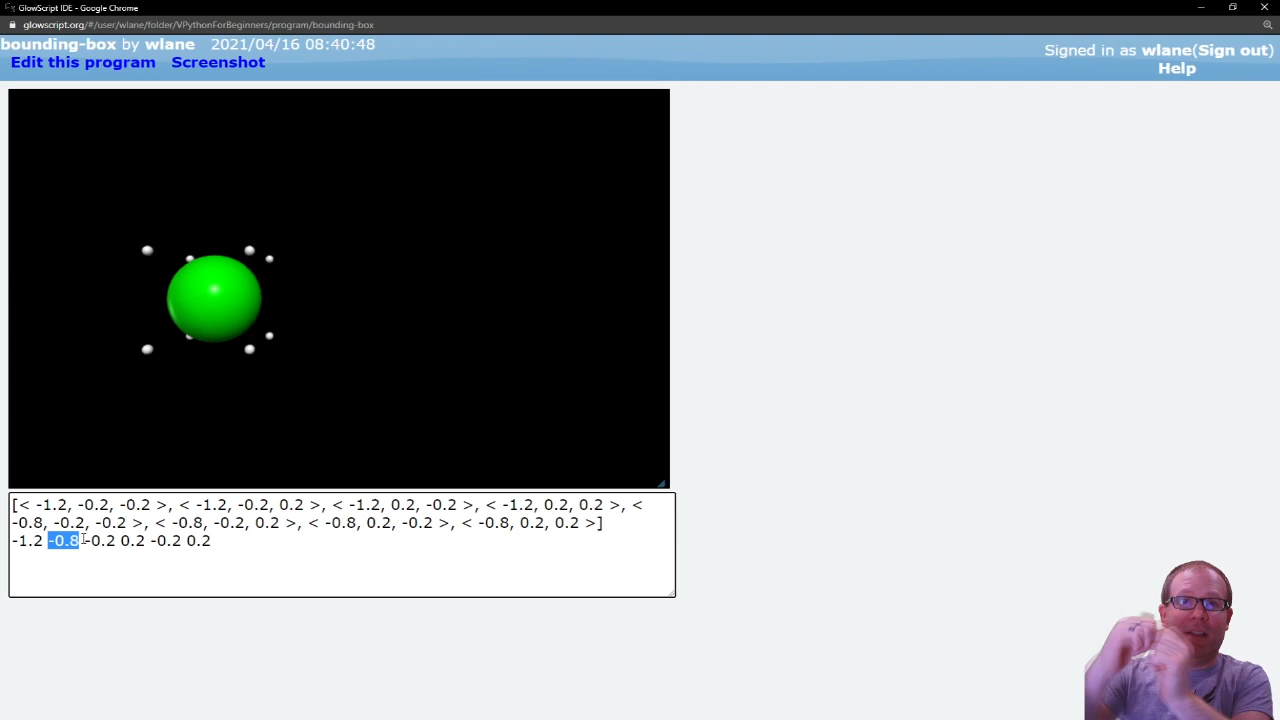 GlowScript IDE - Google Chrome
glowscript.org/#/user/wlane/folder/VPythonForBeginners/program/bounding-box
bounding-box by wlane 2021/04/16 08:40:48
Signed in as wlane(Sign out)
Edit this program Screenshot
Help
[< -1.2, -0.2, -0.2 >, < -1.2, -0.2, 0.2 >, < -1.2, 0.2, -0.2 >, < -1.2, 0.2, 0.2 >, <
-0.8, -0.2, -0.2 >, < -0.8, -0.2, 0.2 >, < -0.8, 0.2, -0.2 >, < -0.8, 0.2, 0.2 >]
-1.2 -0.8 -0.2 0.2 -0.2 0.2